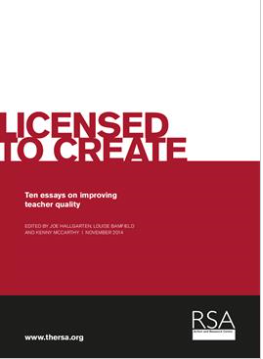 LICENSED
TO CREATE
Ten essays on improving
teacher quality
EDITED BY JOE HALLGARTEN, LOUISE BAMFIELD
AND KENNY MCCARTHY | NOVEMBER 2014
RSA
www.thersa.org